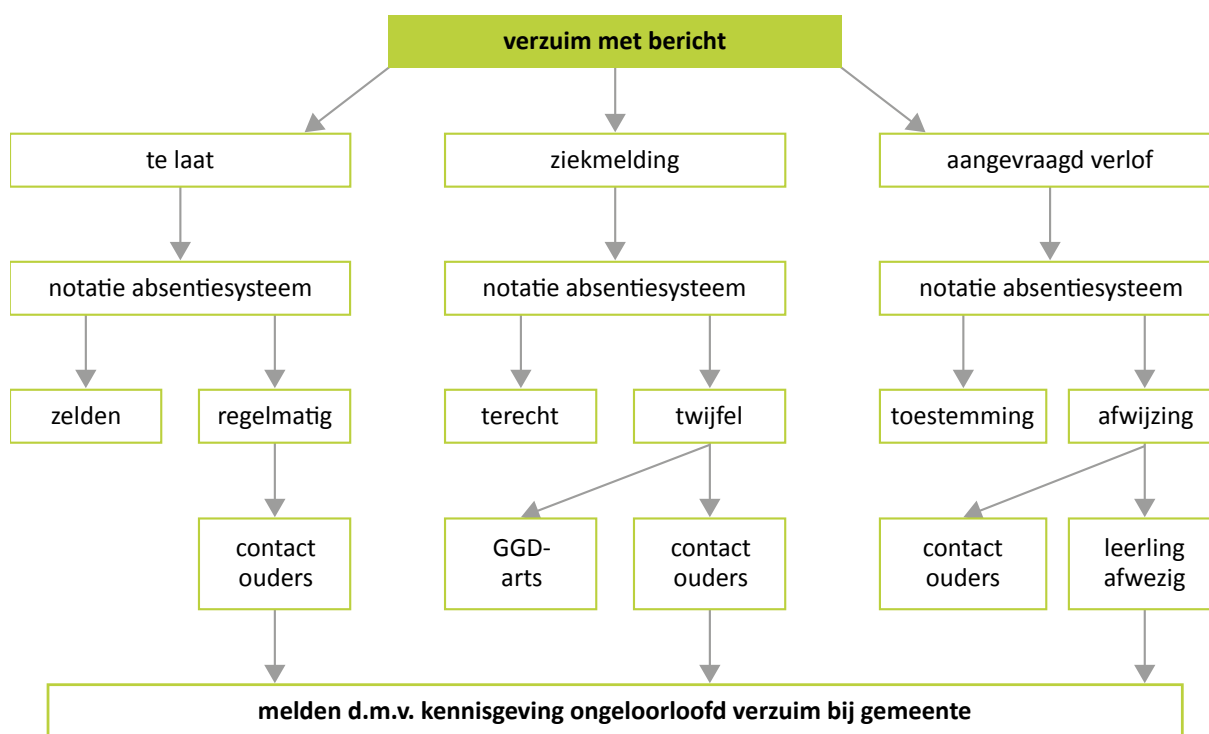 verzuim met bericht
te laat
ziekmelding
aangevraagd verlof
notatie absentiesysteem
notatie absentiesysteem
notatie absentiesysteem
zelden
regelmatig
terecht
twijfel
toestemming
afwijzing
contact
ouders
GGD-
arts
contact
ouders
contact
ouders
leerling
afwezig
melden d.m.v. kennisgeving ongeloorloofd verzuim bij gemeente